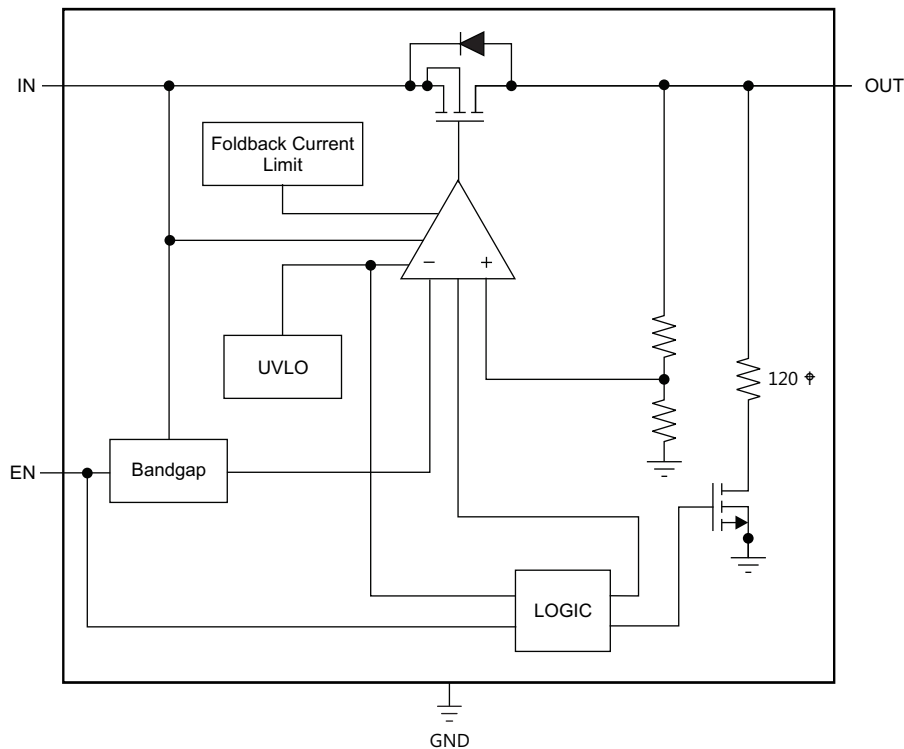 IN
OUT
Foldback Current
Limit
−
+
UVLO
120 ⌖
EN
Bandgap
LOGIC
GND